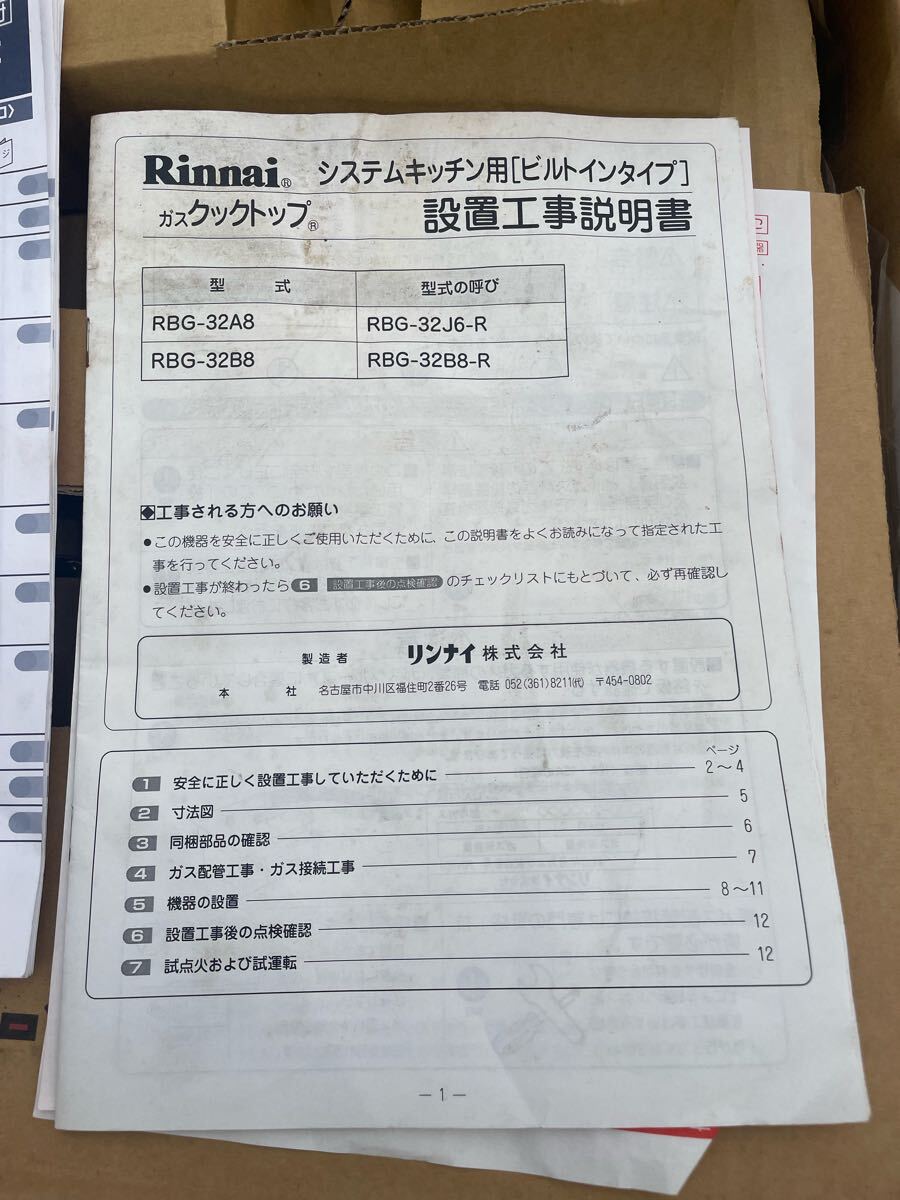 Rinnai® システムキッチン用[ビルトインタイプ]
ガスクックトップ® 設置工事説明書
型 式 型式の呼び
RBG-32A8 RBG-32J6-R
RBG-32B8 RBG-32B8-R
◆工事される方へのお願い
●この機器を安全に正しくご使用いただくために、この説明書をよくお読みになって指定された工
事を行ってください。
●設置工事が終わったら 6 設置工事後の点検確認 のチェックリストにもとづいて、必ず再確認し
てください。
製造者 リンナイ株式会社
本 社 名古屋市中川区福住町2番26号 電話 052(361)8211㈹ 〒454-0802
ページ
1 安全に正しく設置工事していただくために 2〜4
2 寸法図 5
3 同梱部品の確認 6
4 ガス配管工事・ガス接続工事 7
5 機器の設置 8〜11
6 設置工事後の点検確認 12
7 試点火および試運転 12
— 1 —